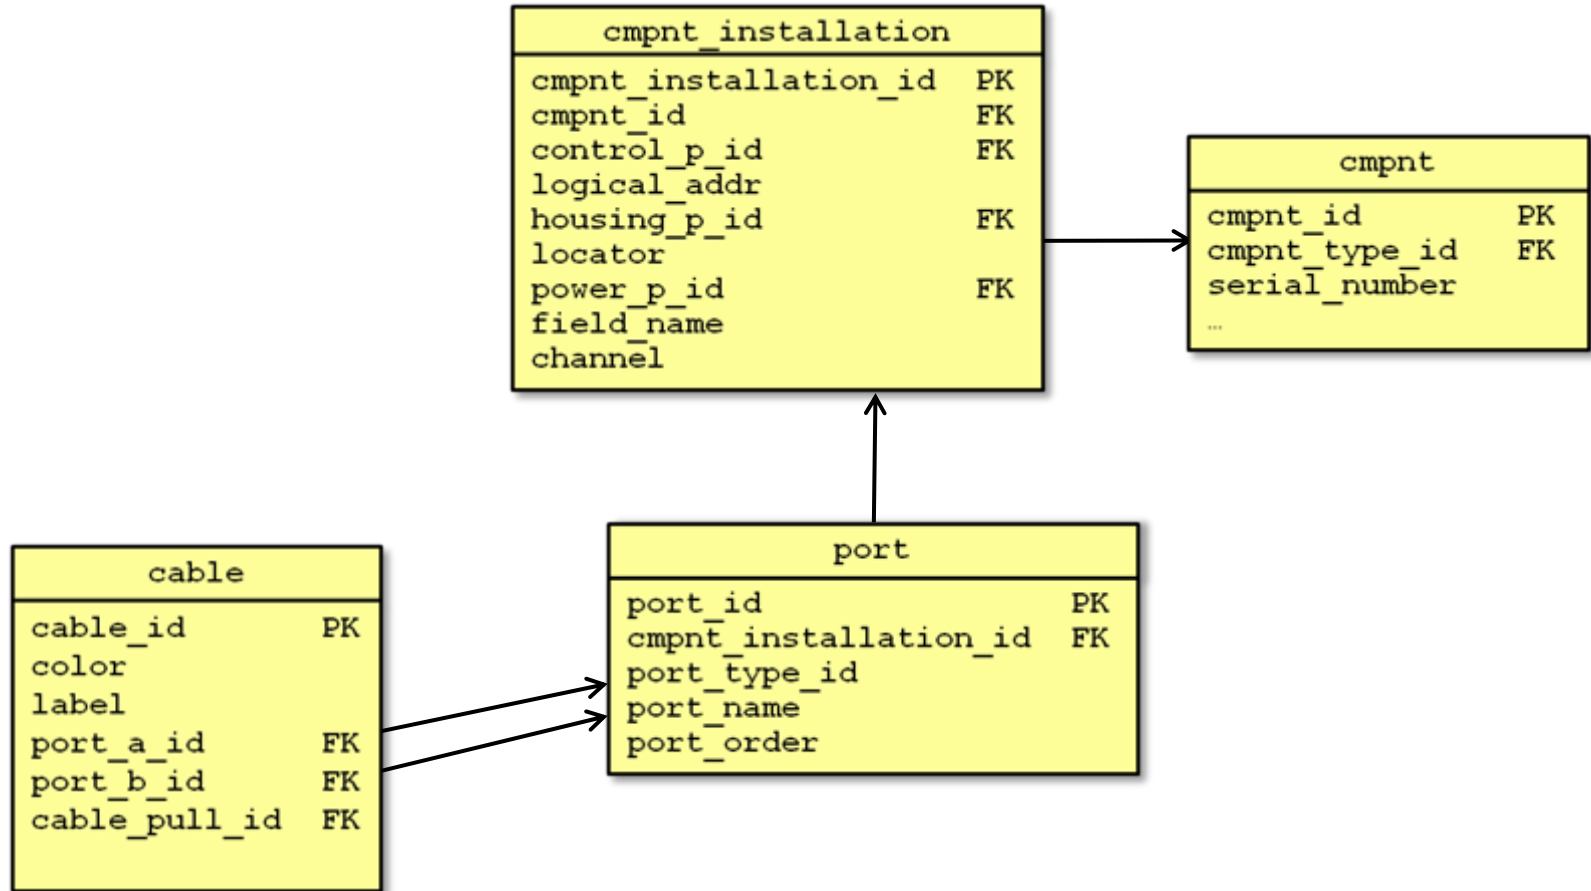 cmpnt_installation
cmpnt_installation_id PK
cmpnt_id FK
control_p_id FK
logical_addr
housing_p_id FK
locator
power_p_id FK
field_name
channel
cmpnt
cmpnt_id PK
cmpnt_type_id FK
serial_number
…
cable
cable_id PK
color
label
port_a_id FK
port_b_id FK
cable_pull_id FK
port
port_id PK
cmpnt_installation_id FK
port_type_id
port_name
port_order